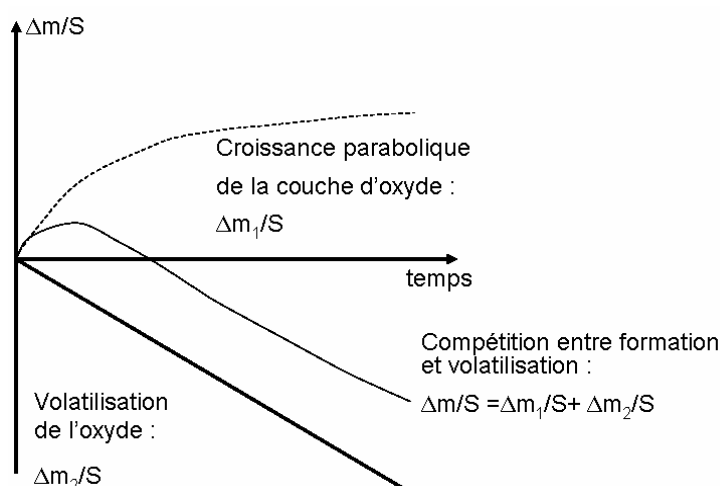 Δm/S
Croissance parabolique
de la couche d'oxyde :
Δm₁/S
temps
Compétition entre formation
et volatilisation :
Δm/S =Δm₁/S+ Δm₂/S
Volatilisation
de l'oxyde :
Δm₂/S